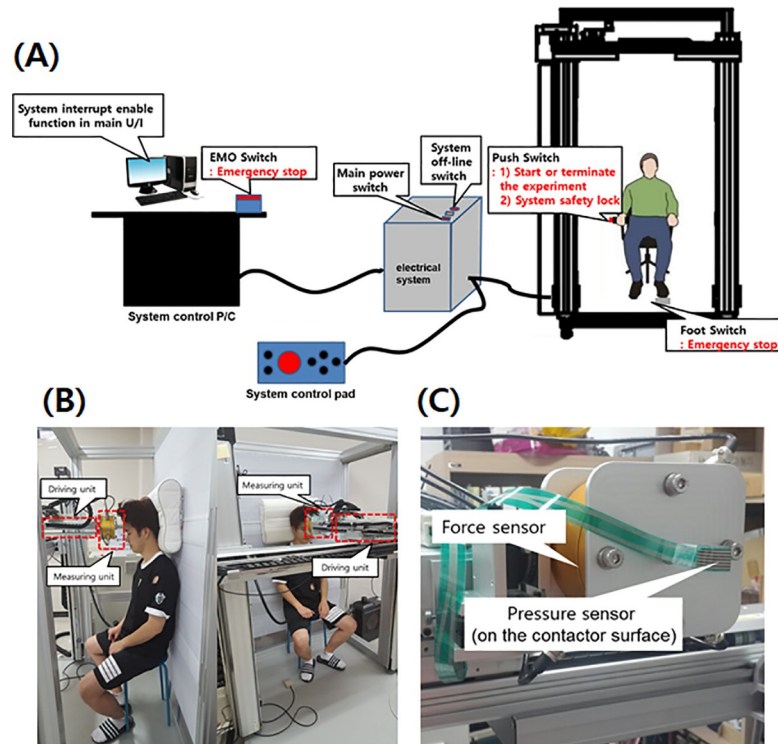 (A)
System interrupt enable
function in main U/I
EMO Switch
: Emergency stop
System
off-line
switch
Main power
switch
Push Switch
: 1) Start or terminate
the experiment
2) System safety lock
electrical
system
System control P/C
Foot Switch
: Emergency stop
System control pad
(B)
(C)
Driving unit
Measuring unit
Measuring unit
Driving unit
Force sensor
Pressure sensor
(on the contactor surface)